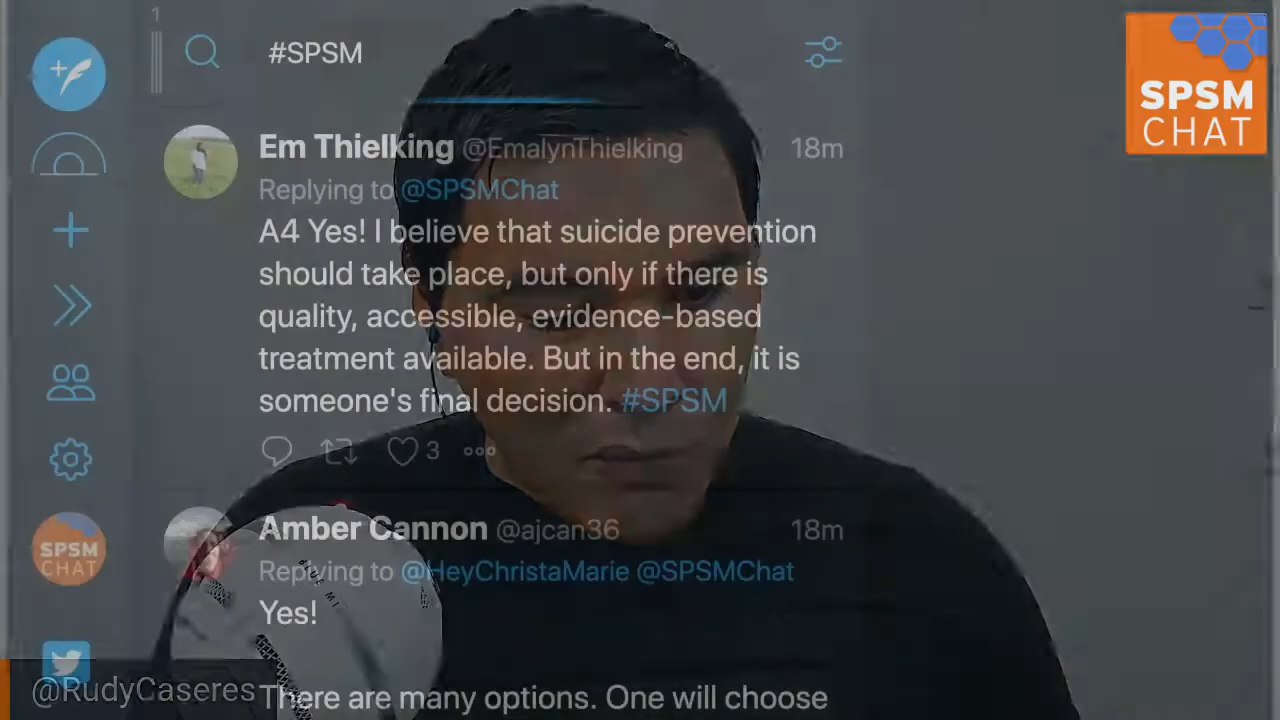 1
#SPSM
SPSM
CHAT
Em Thielking @EmalynThielking 18m
Replying to @SPSMChat
A4 Yes! I believe that suicide prevention
should take place, but only if there is
quality, accessible, evidence-based
treatment available. But in the end, it is
someone's final decision. #SPSM
3
Amber Cannon @ajcan36 18m
Replying to @HeyChristaMarie @SPSMChat
Yes!
SPSM
CHAT
BLUE MI
There are many options. One will choose
@RudyCaseres